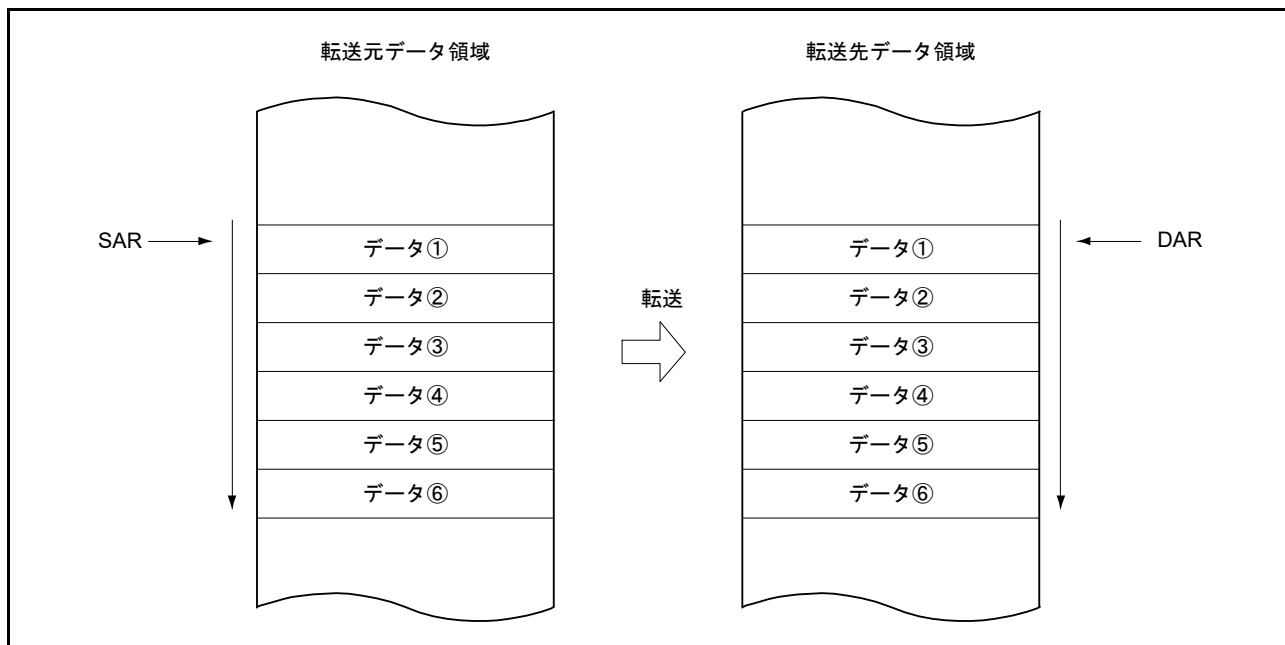 転送元データ領域
転送先データ領域
SAR
データ①
データ②
データ③
データ④
データ⑤
データ⑥
転送
データ①
データ②
データ③
データ④
データ⑤
データ⑥
DAR